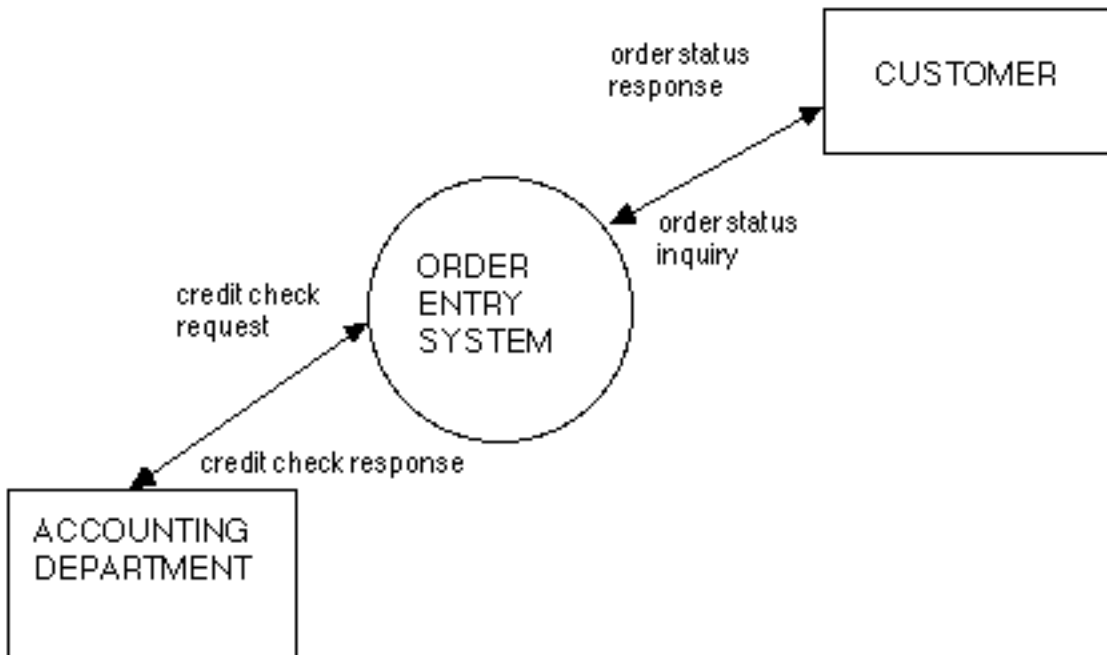 order status
response
CUSTOMER
order status
inquiry
ORDER
ENTRY
SYSTEM
credit check
request
credit check response
ACCOUNTING
DEPARTMENT